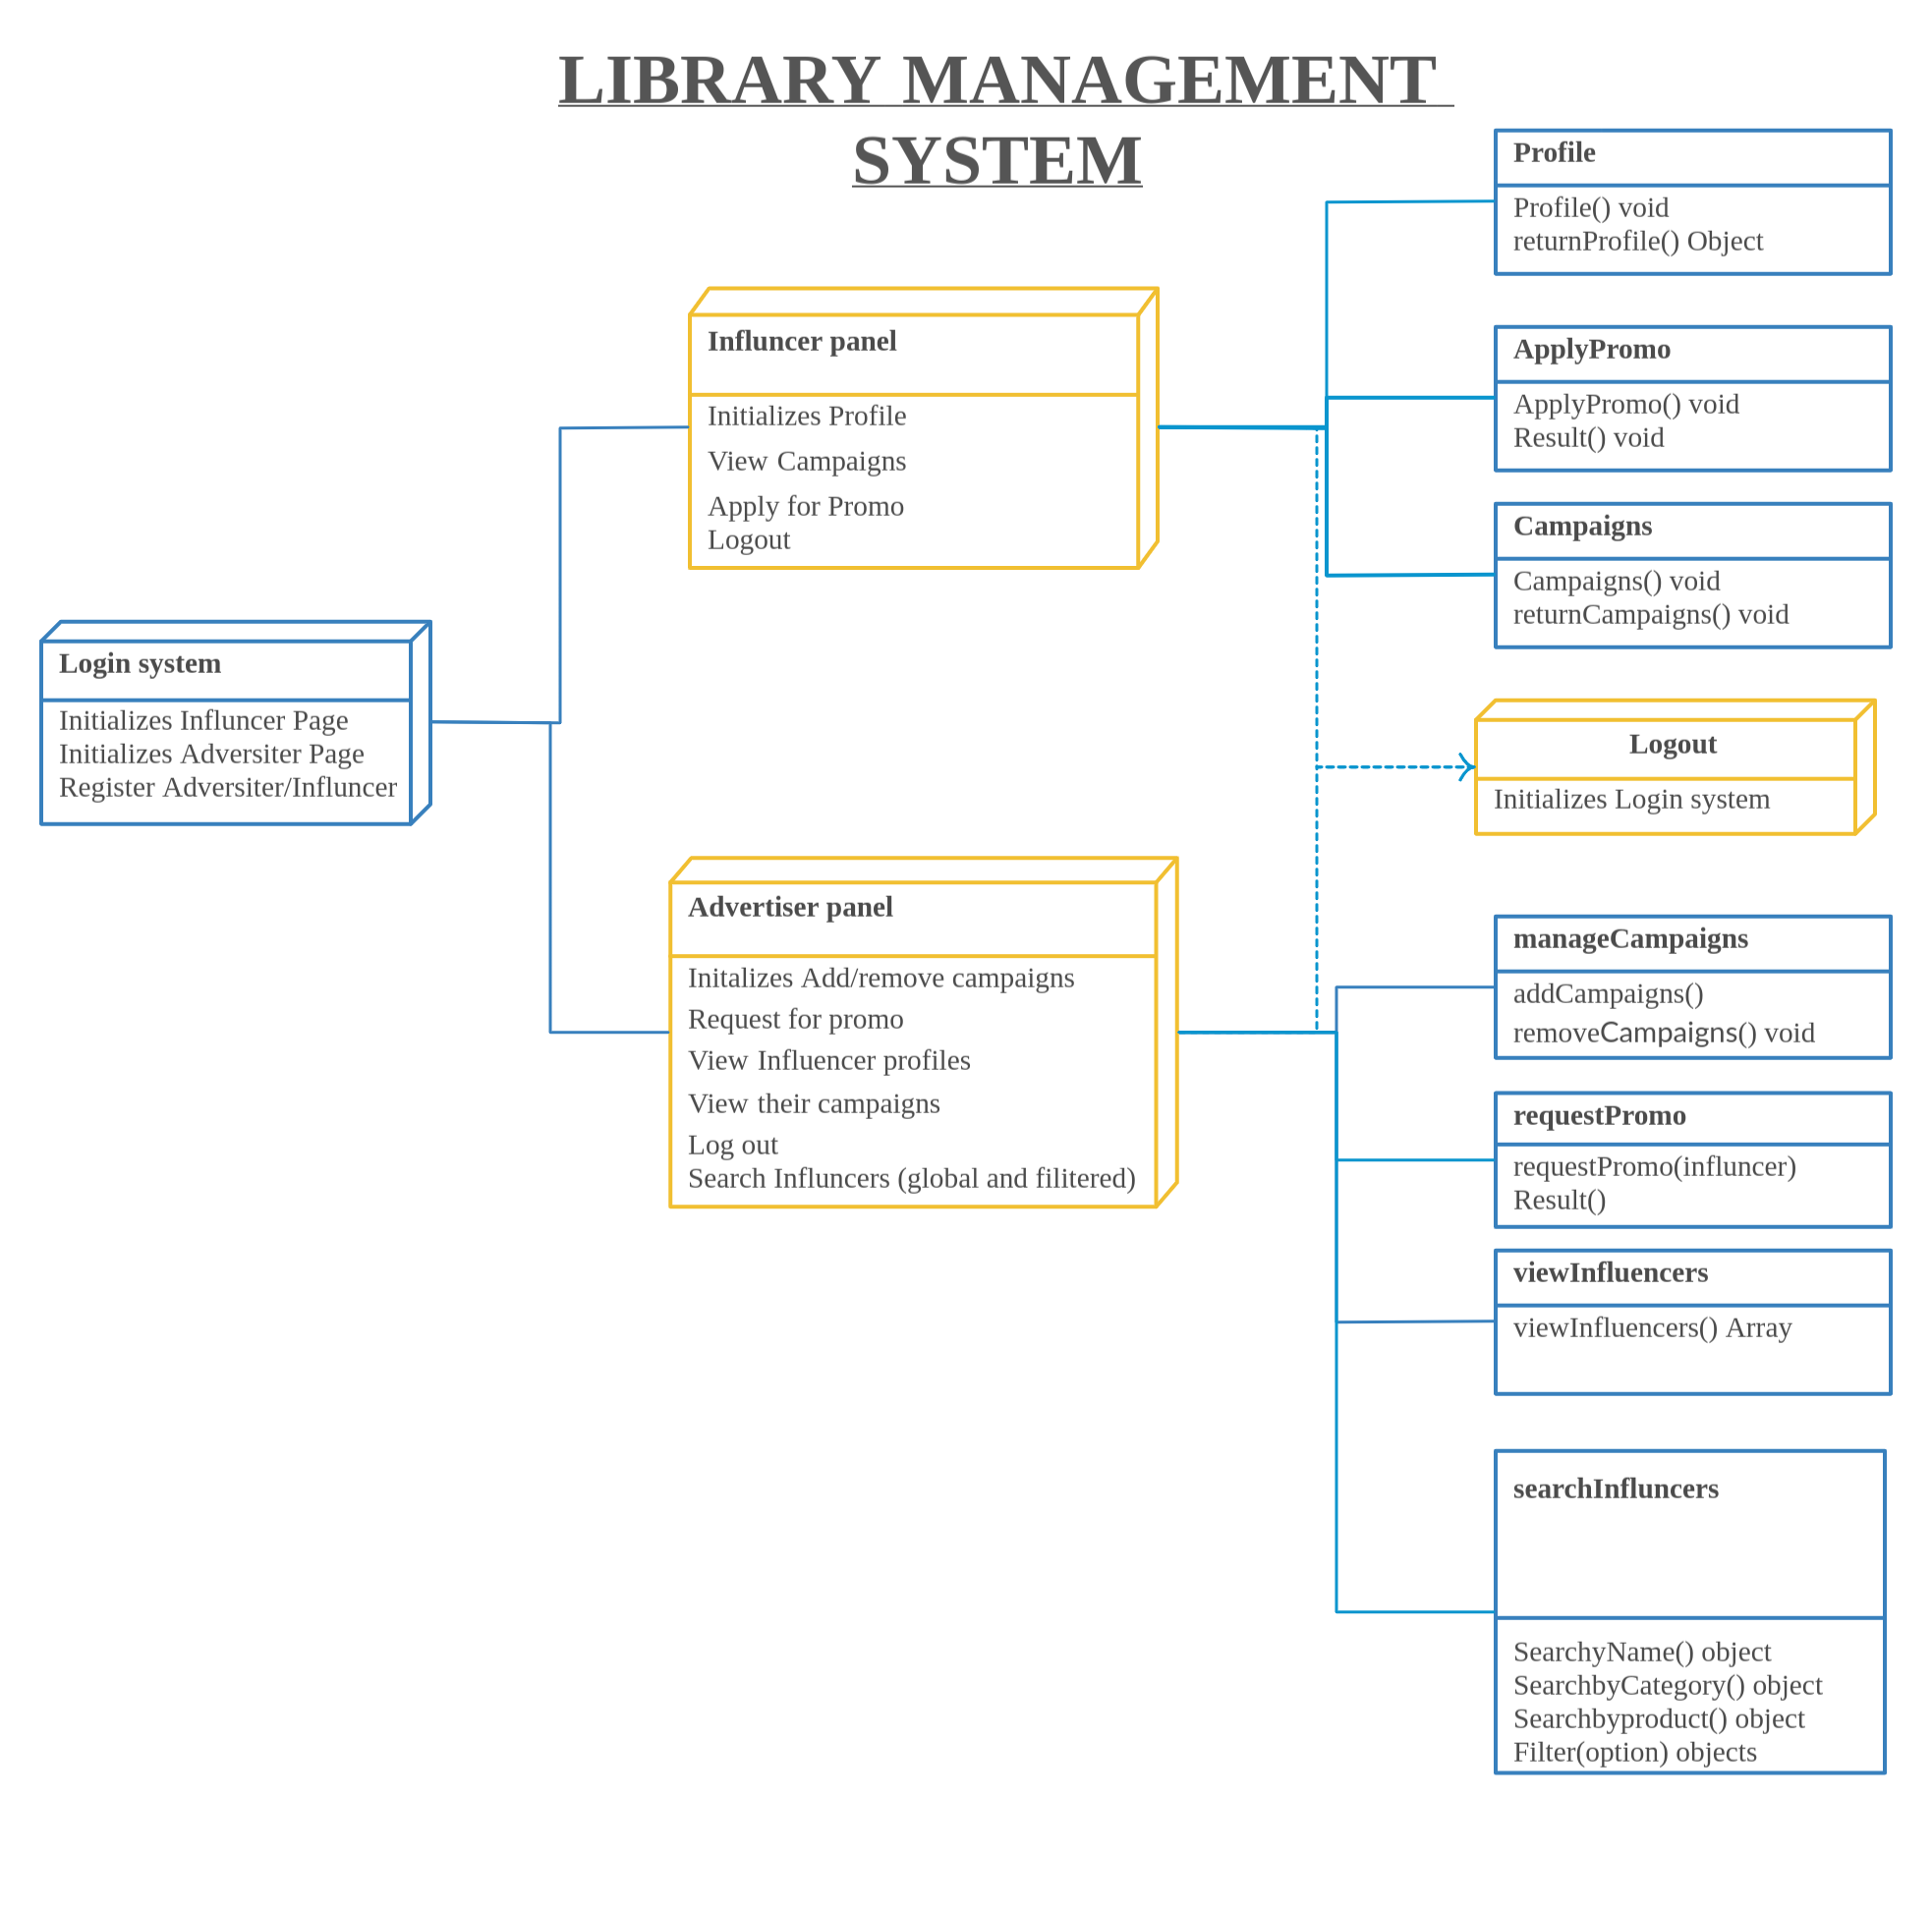 LIBRARY MANAGEMENT
SYSTEM
Profile
Profile() void
returnProfile() Object
Influncer panel
Initializes Profile
View Campaigns
Apply for Promo
Logout
ApplyPromo
ApplyPromo() void
Result() void
Campaigns
Campaigns() void
returnCampaigns() void
Login system
Initializes Influncer Page
Initializes Adversiter Page
Register Adversiter/Influncer
Logout
Initializes Login system
Advertiser panel
Initalizes Add/remove campaigns
Request for promo
View Influencer profiles
View their campaigns
Log out
Search Influncers (global and filitered)
manageCampaigns
addCampaigns()
removeCampaigns() void
requestPromo
requestPromo(influncer)
Result()
viewInfluencers
viewInfluencers() Array
searchInfluncers
SearchyName() object
SearchbyCategory() object
Searchbyproduct() object
Filter(option) objects